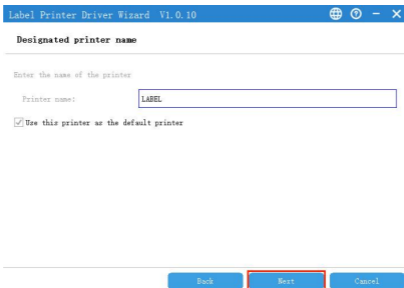 Label Printer Driver Wizard V1.0.10
Designated printer name
Enter the name of the printer
Printer name: LABEL
Use this printer as the default printer
Back Next Cancel